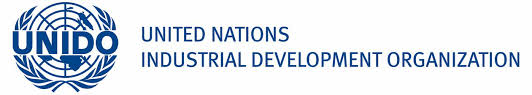 UNIDO
UNITED NATIONS
INDUSTRIAL DEVELOPMENT ORGANIZATION